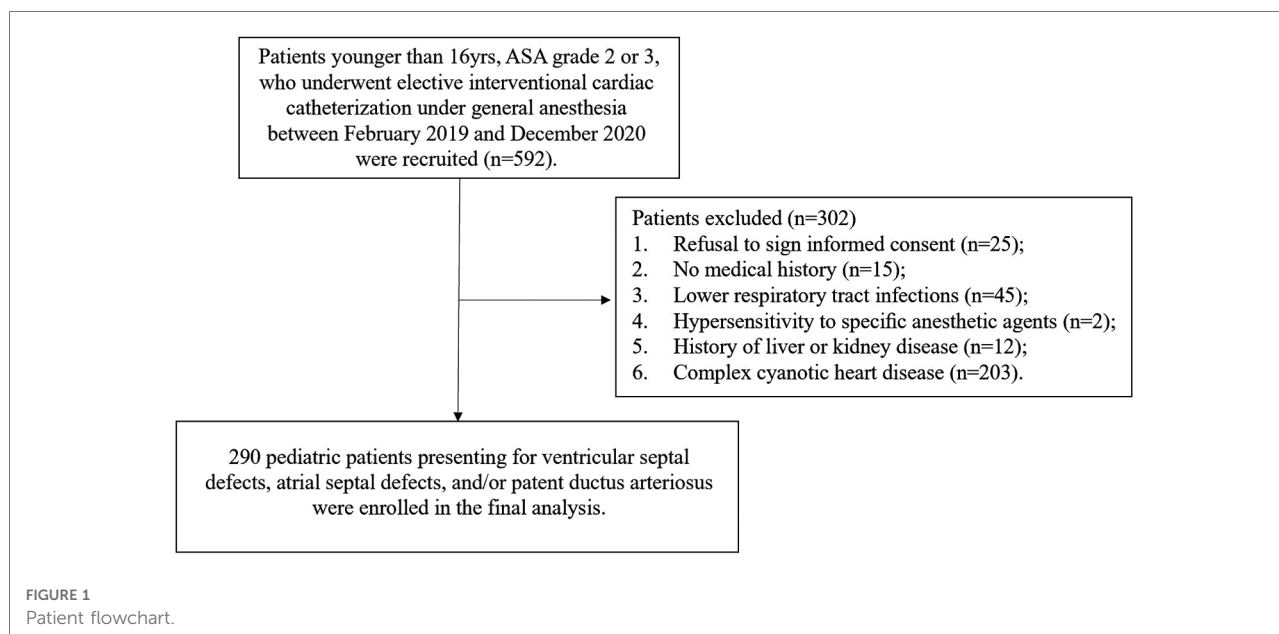 Patients younger than 16yrs, ASA grade 2 or 3,
who underwent elective interventional cardiac
catheterization under general anesthesia
between February 2019 and December 2020
were recruited (n=592).
Patients excluded (n=302)
1. Refusal to sign informed consent (n=25);
2. No medical history (n=15);
3. Lower respiratory tract infections (n=45);
4. Hypersensitivity to specific anesthetic agents (n=2);
5. History of liver or kidney disease (n=12);
6. Complex cyanotic heart disease (n=203).
290 pediatric patients presenting for ventricular septal
defects, atrial septal defects, and/or patent ductus arteriosus
were enrolled in the final analysis.
FIGURE 1
Patient flowchart.